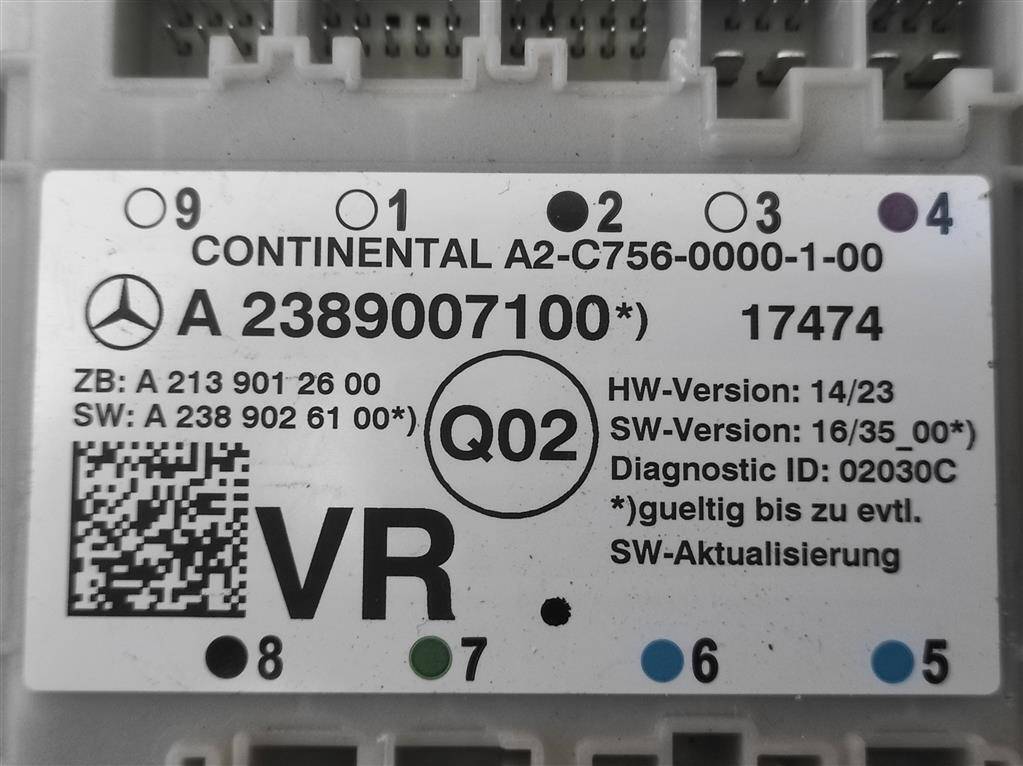 9 1 2 3 4
CONTINENTAL A2-C756-0000-1-00
A 2389007100*) 17474
ZB: A 213 901 26 00
SW: A 238 902 61 00*)
Q02
HW-Version: 14/23
SW-Version: 16/35_00*)
Diagnostic ID: 02030C
*)gueltig bis zu evtl.
SW-Aktualisierung
VR
8 7 6 5